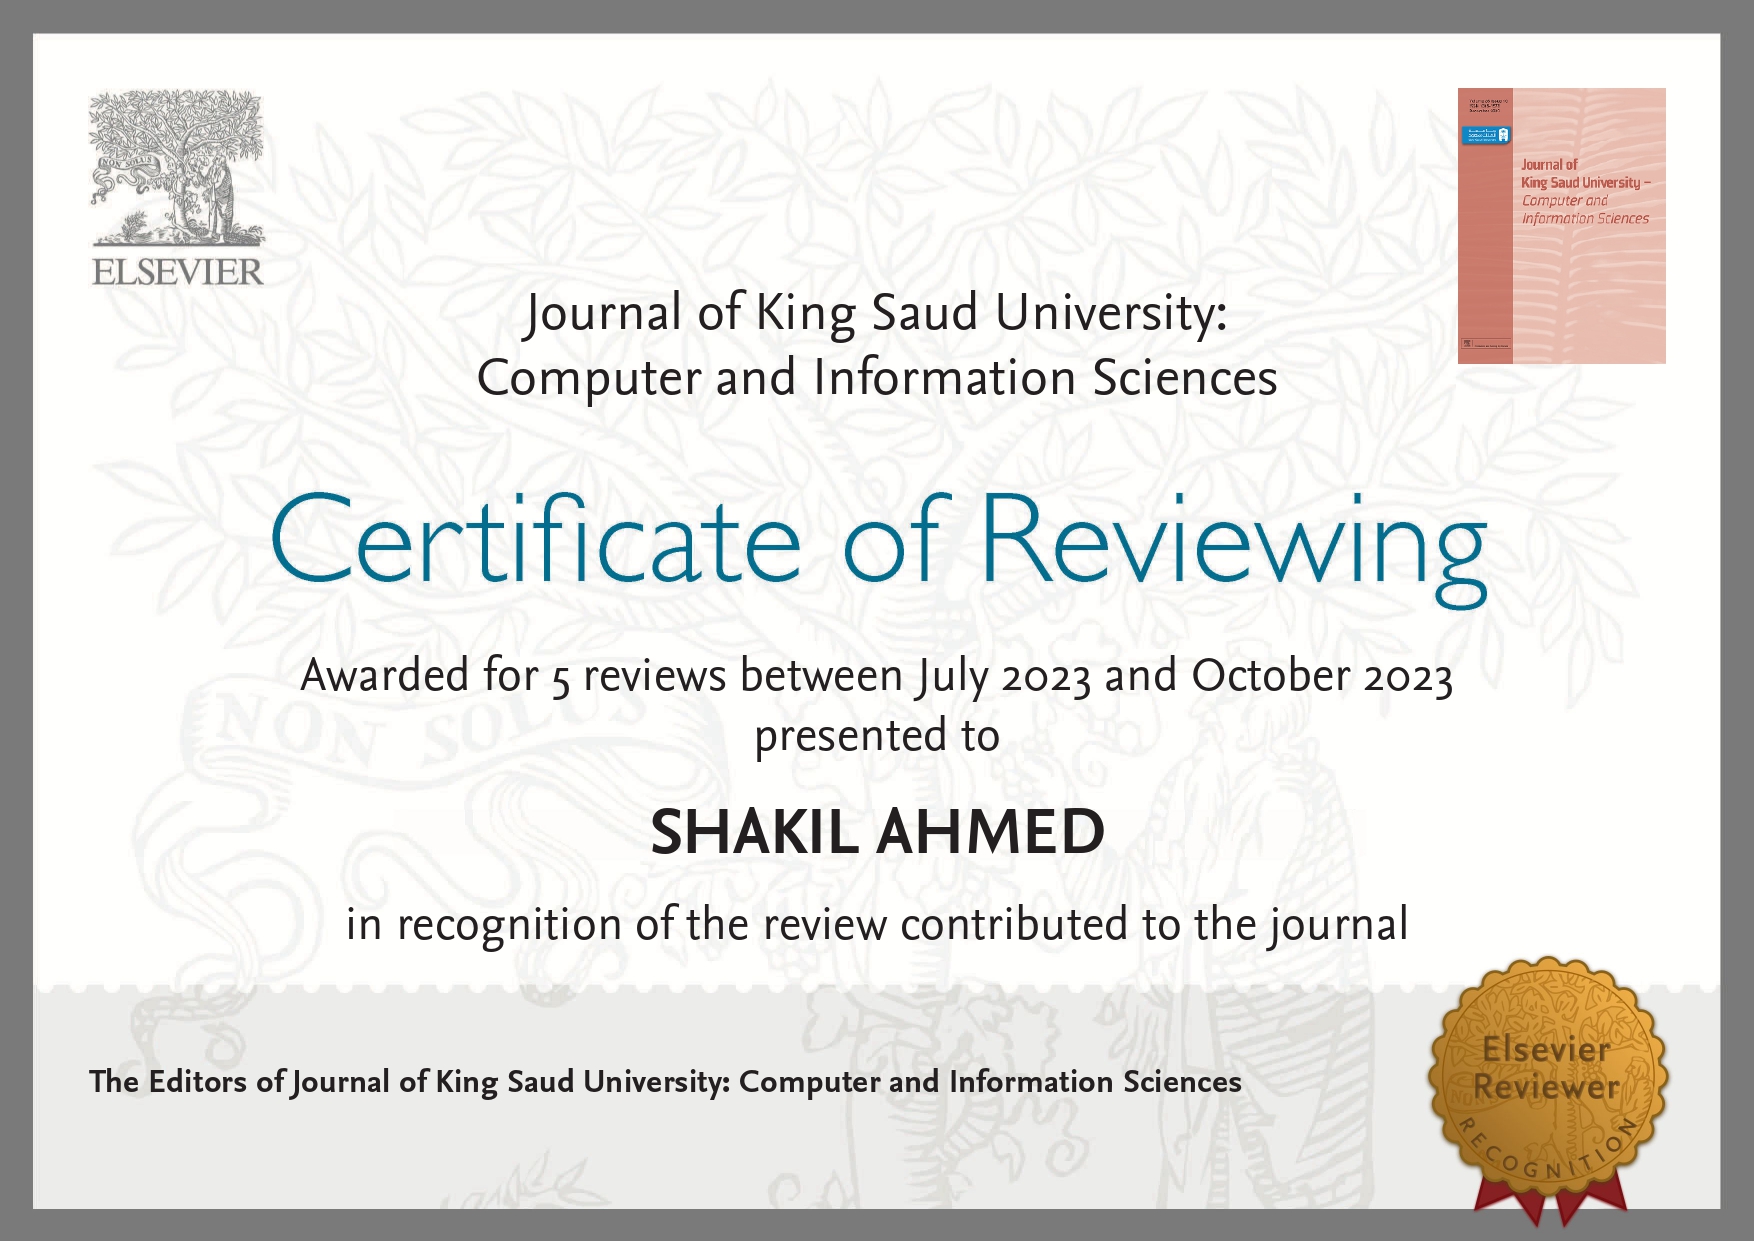 NON SOLUS
ELSEVIER
Journal of
King Saud University –
Computer and
Information Sciences
Journal of King Saud University:
Computer and Information Sciences
Certificate of Reviewing
Awarded for 5 reviews between July 2023 and October 2023
presented to
NON SOLUS
SHAKIL AHMED
in recognition of the review contributed to the journal
The Editors of Journal of King Saud University: Computer and Information Sciences
Elsevier
Reviewer
RECOGNITION